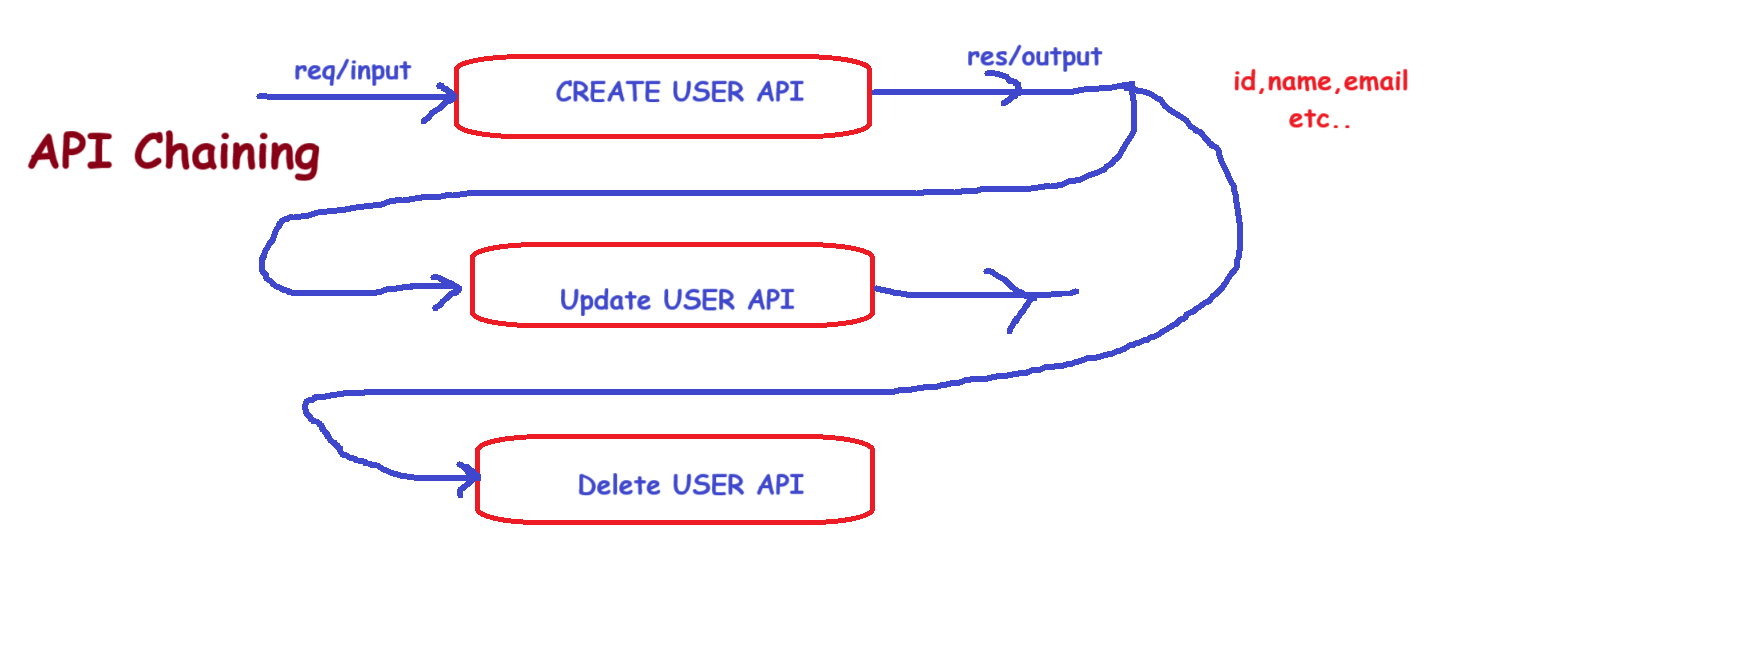 req/input
CREATE USER API
res/output
id,name,email
etc..
API Chaining
Update USER API
Delete USER API